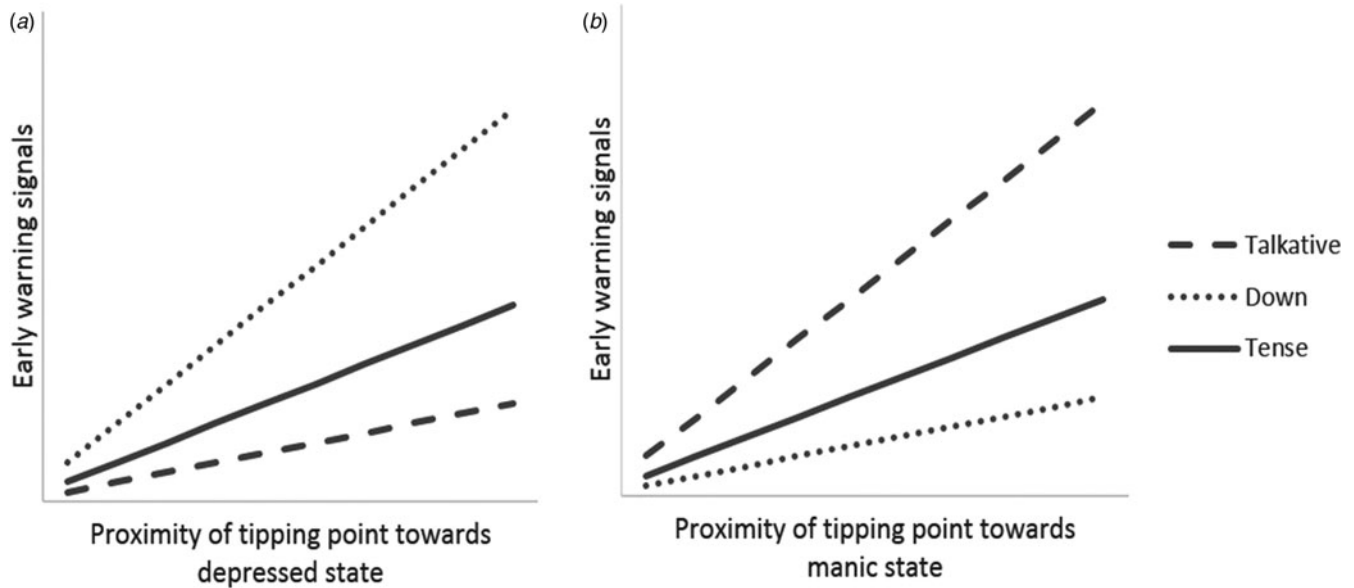 (a)
Early warning signals
Proximity of tipping point towards
depressed state
(b)
Early warning signals
Proximity of tipping point towards
manic state
Talkative
Down
Tense